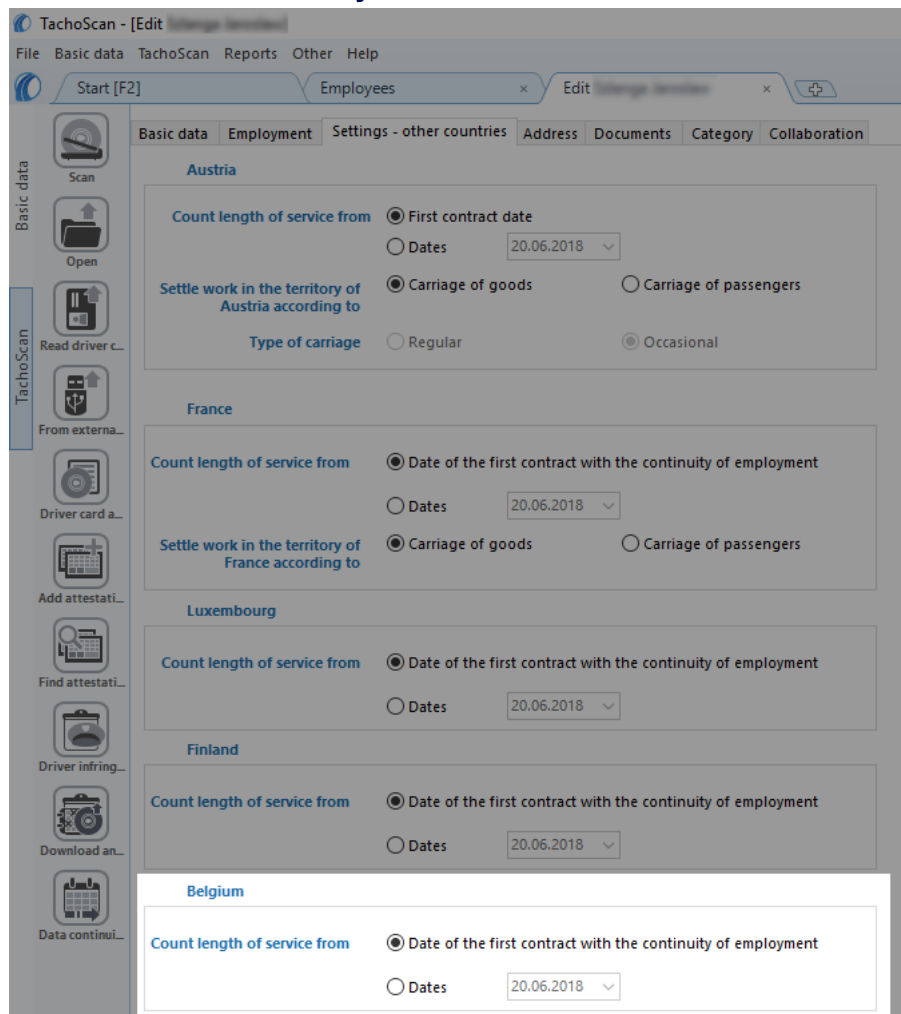 TachoScan - [Edit
File Basic data TachoScan Reports Other Help
Start [F2] Employees × Edit ×
Basic data
TachoScan
Scan
Open
Read driver c...
From externa...
Driver card a...
Add attestati...
Find attestati...
Driver infring...
Download an...
Data continui...
Basic data Employment Settings - other countries Address Documents Category Collaboration
Austria
Count length of service from First contract date
Dates 20.06.2018
Settle work in the territory of Carriage of goods Carriage of passengers
Austria according to
Type of carriage Regular Occasional
France
Count length of service from Date of the first contract with the continuity of employment
Dates 20.06.2018
Settle work in the territory of Carriage of goods Carriage of passengers
France according to
Luxembourg
Count length of service from Date of the first contract with the continuity of employment
Dates 20.06.2018
Finland
Count length of service from Date of the first contract with the continuity of employment
Dates 20.06.2018
Belgium
Count length of service from Date of the first contract with the continuity of employment
Dates 20.06.2018